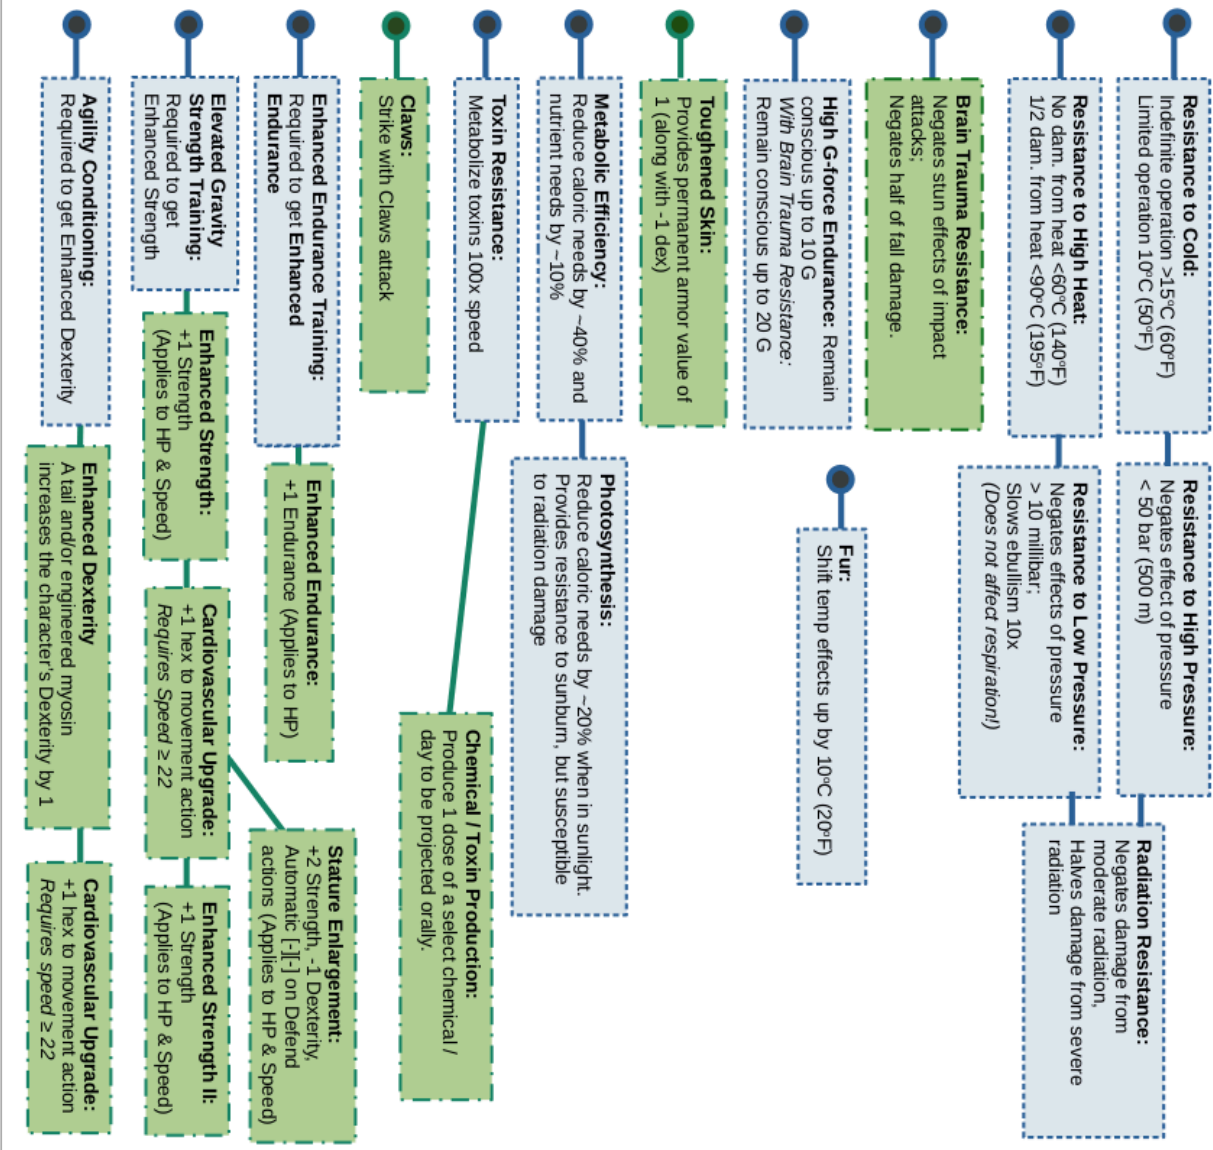 Resistance to Cold:
Indefinite operation >15°C (60°F)
Limited operation 10°C (50°F)
Resistance to High Pressure:
Negates effect of pressure
< 50 bar (500 m)
Resistance to High Heat:
No dam. from heat <60°C (140°F)
1/2 dam. from heat <90°C (195°F)
Resistance to Low Pressure:
Negates effects of pressure
> 10 millibar;
Slows ebullism 10x
(Does not affect respiration!)
Radiation Resistance:
Negates damage from
moderate radiation,
Halves damage from severe
radiation
Brain Trauma Resistance:
Negates stun effects of impact
attacks;
Negates half of fall damage.
High G-force Endurance: Remain
conscious up to 10 G
With Brain Trauma Resistance:
Remain conscious up to 20 G
Fur:
Shift temp effects up by 10°C (20°F)
Toughened Skin:
Provides permanent armor value of
1 (along with -1 dex)
Metabolic Efficiency:
Reduce caloric needs by ~40% and
nutrient needs by ~10%
Photosynthesis:
Reduce caloric needs by ~20% when in sunlight.
Provides resistance to sunburn, but susceptible
to radiation damage
Toxin Resistance:
Metabolize toxins 100x speed
Chemical / Toxin Production:
Produce 1 dose of a select chemical /
day to be projected orally.
Claws:
Strike with Claws attack
Enhanced Endurance Training:
Required to get Enhanced
Endurance
Enhanced Endurance:
+1 Endurance (Applies to HP)
Elevated Gravity
Strength Training:
Required to get
Enhanced Strength
Enhanced Strength:
+1 Strength
(Applies to HP & Speed)
Cardiovascular Upgrade:
+1 hex to movement action
Requires Speed ≥ 22
Stature Enlargement:
+2 Strength, -1 Dexterity,
Automatic [-][-] on Defend
actions (Applies to HP & Speed)
Enhanced Strength II:
+1 Strength
(Applies to HP & Speed)
Agility Conditioning:
Required to get Enhanced Dexterity
Enhanced Dexterity
A tail and/or engineered myosin
increases the character's Dexterity by 1
Cardiovascular Upgrade:
+1 hex to movement action
Requires speed ≥ 22